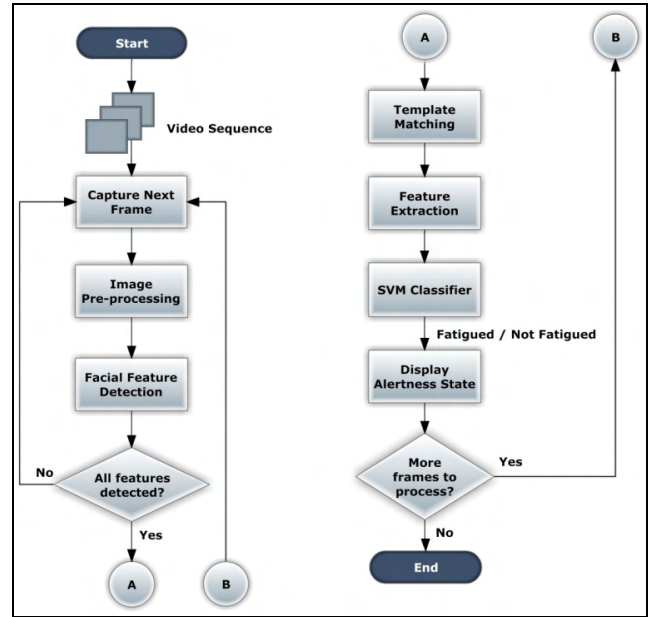 Start
Video Sequence
Capture Next
Frame
Image
Pre-processing
Facial Feature
Detection
No
All features
detected?
Yes
A
B
A
B
Template
Matching
Feature
Extraction
SVM Classifier
Fatigued / Not Fatigued
Display
Alertness State
More
frames to
process?
Yes
No
End